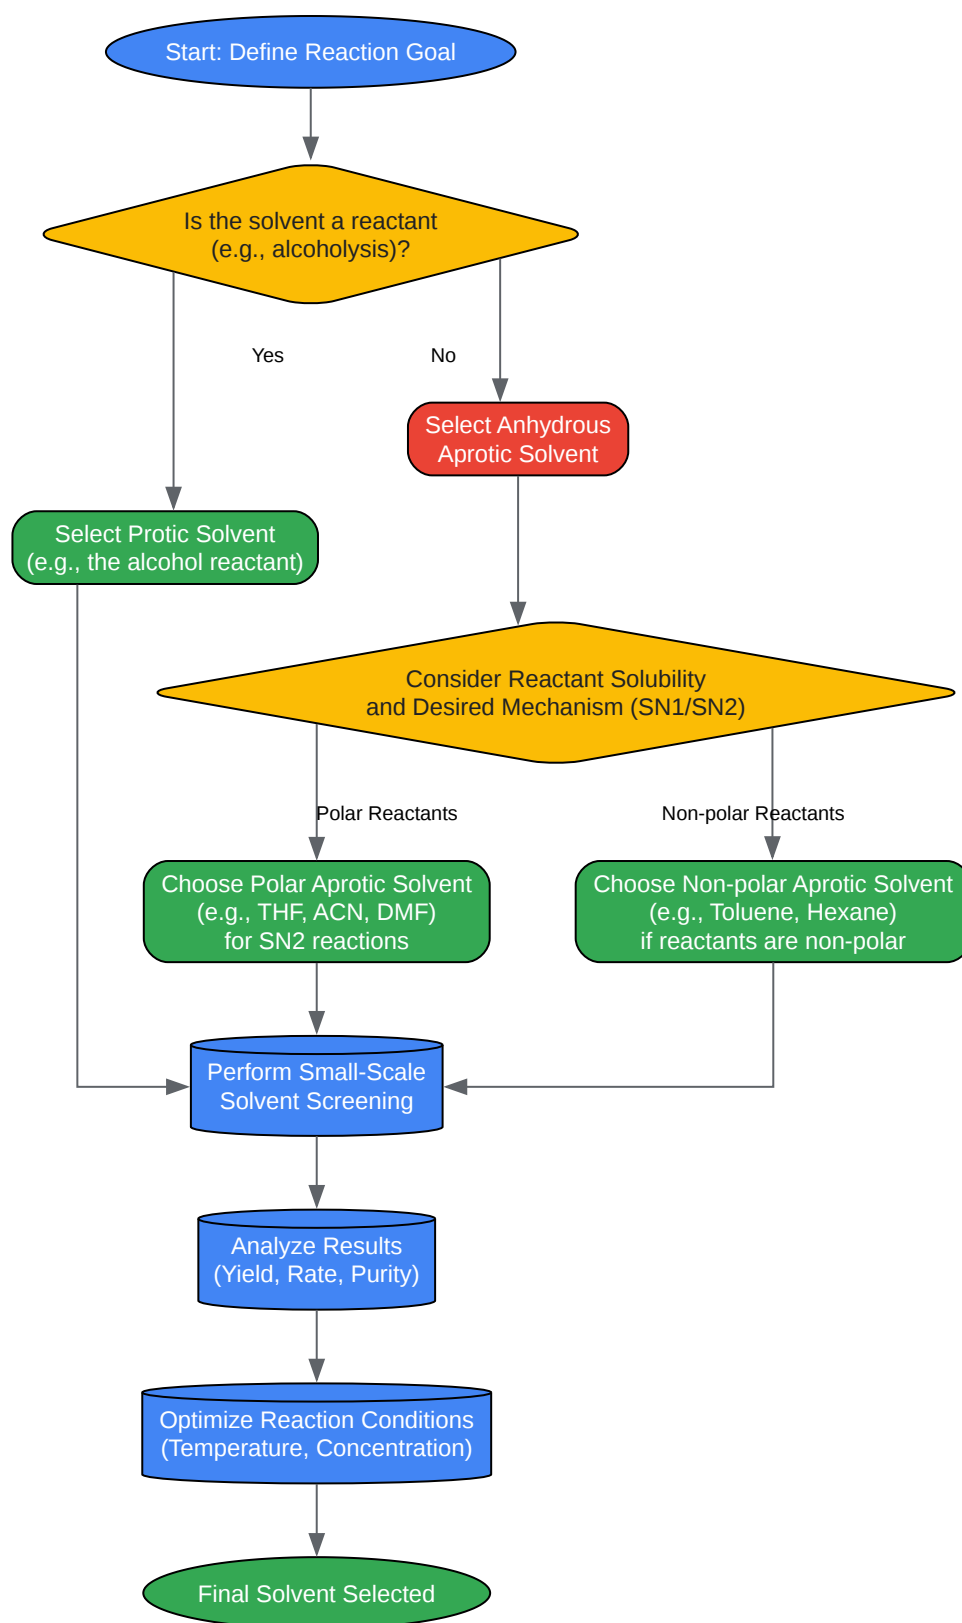 Start: Define Reaction Goal
Is the solvent a reactant
(e.g., alcoholysis)?
Yes
No
Select Anhydrous
Aprotic Solvent
Select Protic Solvent
(e.g., the alcohol reactant)
Consider Reactant Solubility
and Desired Mechanism (SN1/SN2)
Polar Reactants
Non-polar Reactants
Choose Polar Aprotic Solvent
(e.g., THF, ACN, DMF)
for SN2 reactions
Choose Non-polar Aprotic Solvent
(e.g., Toluene, Hexane)
if reactants are non-polar
Perform Small-Scale
Solvent Screening
Analyze Results
(Yield, Rate, Purity)
Optimize Reaction Conditions
(Temperature, Concentration)
Final Solvent Selected